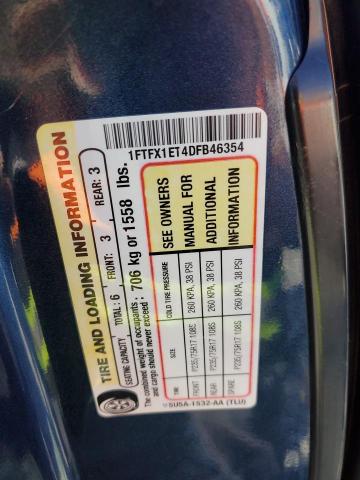 1FTFX1ET4DFB46354
TIRE AND LOADING INFORMATION
SEATING CAPACITY TOTAL: 6 FRONT: 3 REAR: 3
The combined weight of occupants
and cargo should never exceed: 706 kg or 1558 lbs.
TIRE SIZE COLD TIRE PRESSURE
FRONT P235/75R17 108S 260 KPA, 38 PSI
REAR P235/75R17 108S 260 KPA, 38 PSI
SPARE P235/75R17 108S 260 KPA, 38 PSI
SEE OWNERS
MANUAL FOR
ADDITIONAL
INFORMATION
5U5A-1532-AA (TLU)